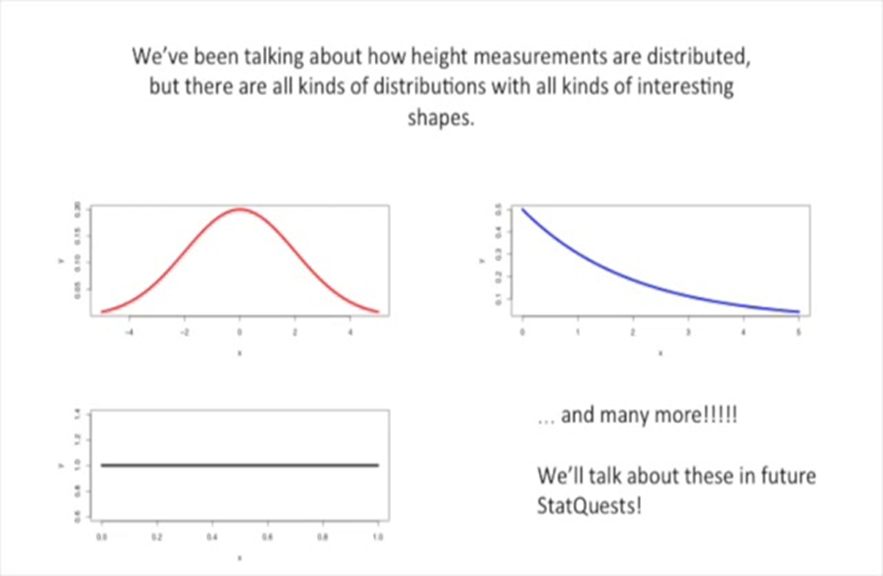 We've been talking about how height measurements are distributed,
but there are all kinds of distributions with all kinds of interesting
shapes.
0.20
0.15
0.10
0.05
y
-4
-2
0
2
4
x
0.5
0.4
0.3
0.2
0.1
y
0
1
2
3
4
5
x
1.4
1.2
1.0
0.8
0.6
y
0.0
0.2
0.4
0.6
0.8
1.0
x
... and many more!!!!!
We'll talk about these in future
StatQuests!